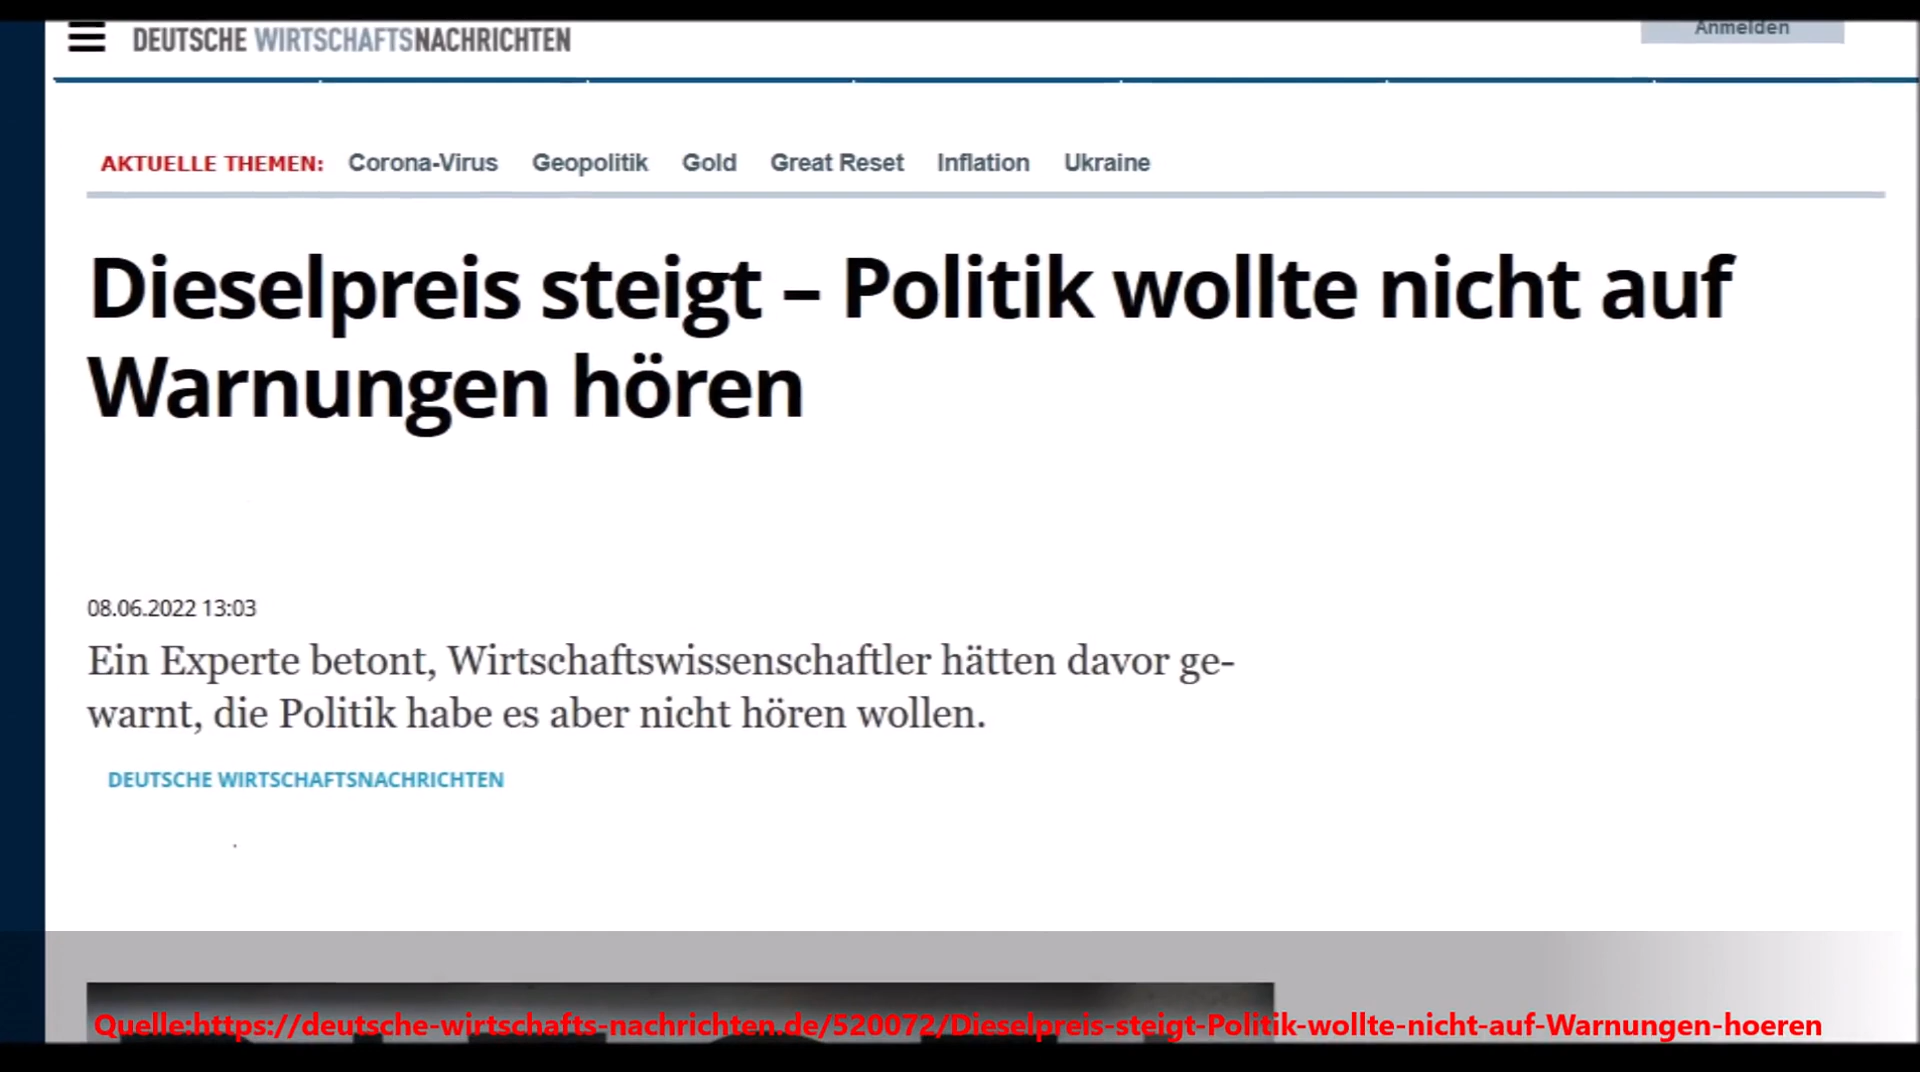 DEUTSCHE WIRTSCHAFTSNACHRICHTEN
Anmelden
AKTUELLE THEMEN: Corona-Virus Geopolitik Gold Great Reset Inflation Ukraine
Dieselpreis steigt – Politik wollte nicht auf
Warnungen hören
08.06.2022 13:03
Ein Experte betont, Wirtschaftswissenschaftler hätten davor ge-
warnt, die Politik habe es aber nicht hören wollen.
DEUTSCHE WIRTSCHAFTSNACHRICHTEN
Quelle:https://deutsche-wirtschafts-nachrichten.de/520072/Dieselpreis-steigt-Politik-wollte-nicht-auf-Warnungen-hoeren